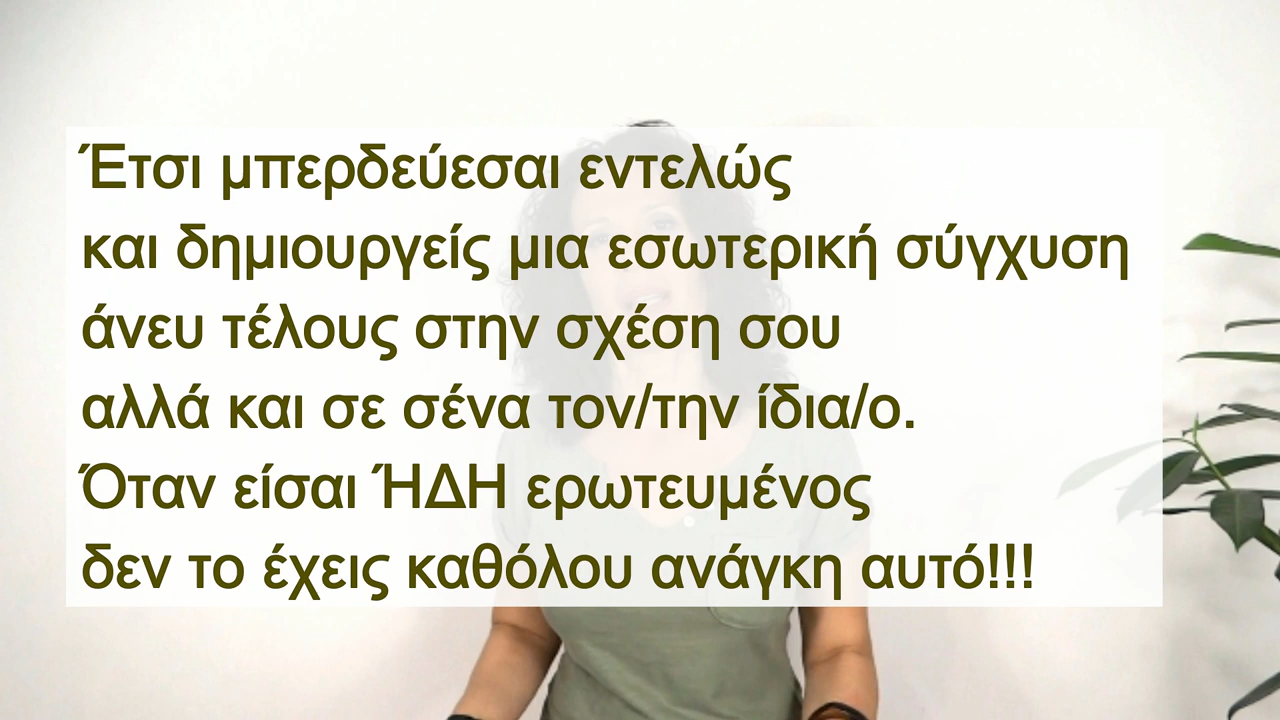 Έτσι μπερδεύεσαι εντελώς
και δημιουργείς μια εσωτερική σύγχυση
άνευ τέλους στην σχέση σου
αλλά και σε σένα τον/την ίδια/ο.
Όταν είσαι ΉΔΗ ερωτευμένος
δεν το έχεις καθόλου ανάγκη αυτό!!!